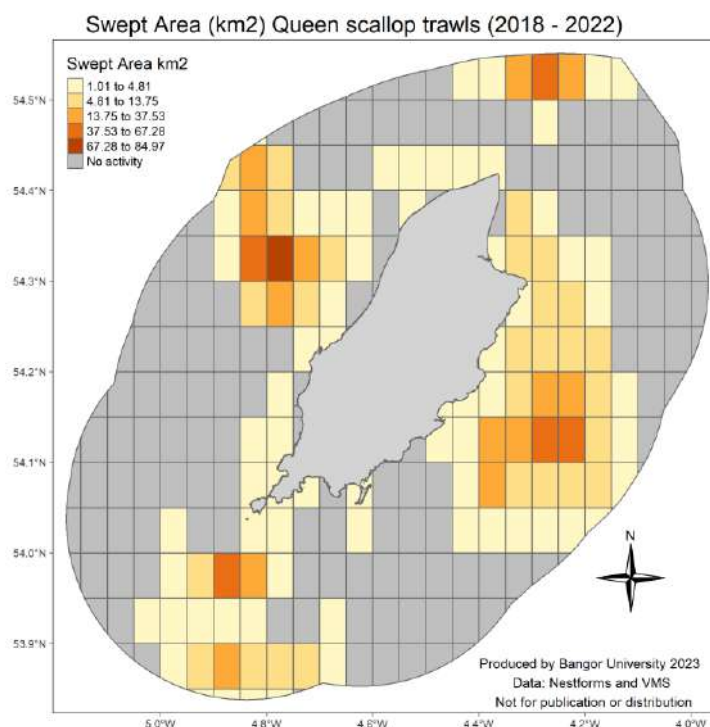 Swept Area (km2) Queen scallop trawls (2018 - 2022)
Swept Area km2
1.01 to 4.81
4.81 to 13.75
13.75 to 37.53
37.53 to 67.28
67.28 to 84.97
No activity
54.5°N
54.4°N
54.3°N
54.2°N
54.1°N
54.0°N
53.9°N
N
Produced by Bangor University 2023
Data: Nestforms and VMS
Not for publication or distribution
5.0°W 4.8°W 4.6°W 4.4°W 4.2°W 4.0°W